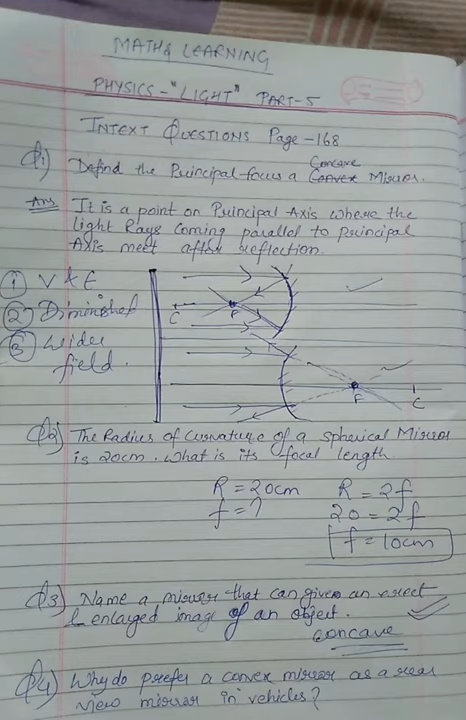 MATHS LEARNING
PHYSICS - "LIGHT" PART-5
INTEXT QUESTIONS Page - 168
Q1) Defind the Principal focus a Concave Mirror.
Ans It is a point on Principal Axis where the
light Rays coming parallel to principal
Axis meet after reflection.
① V & E
② Diminished
③ Wider
field.
C F
F C
Q2) The Radius of Curvature of a spherical Mirror
is 20cm. What is its focal length.
R = 20cm R = 2f
f = ? 20 = 2f
f = 10cm
Q3) Name a mirror that can given an erect
& enlarged image of an object.
concave
Q4) Why do prefer a convex mirror as a rear
view mirror in vehicles?